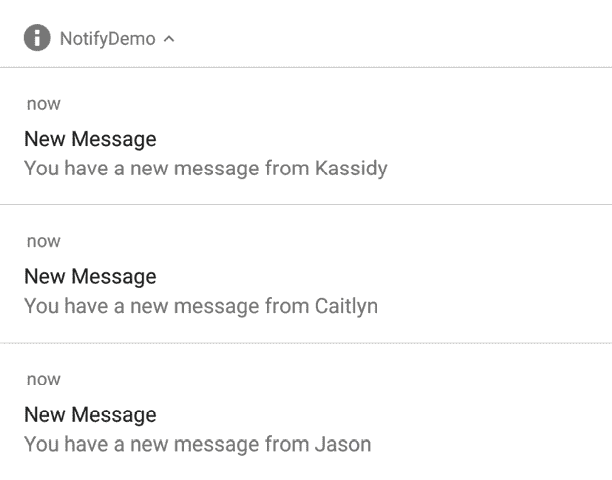 NotifyDemo
now
New Message
You have a new message from Kassidy
now
New Message
You have a new message from Caitlyn
now
New Message
You have a new message from Jason